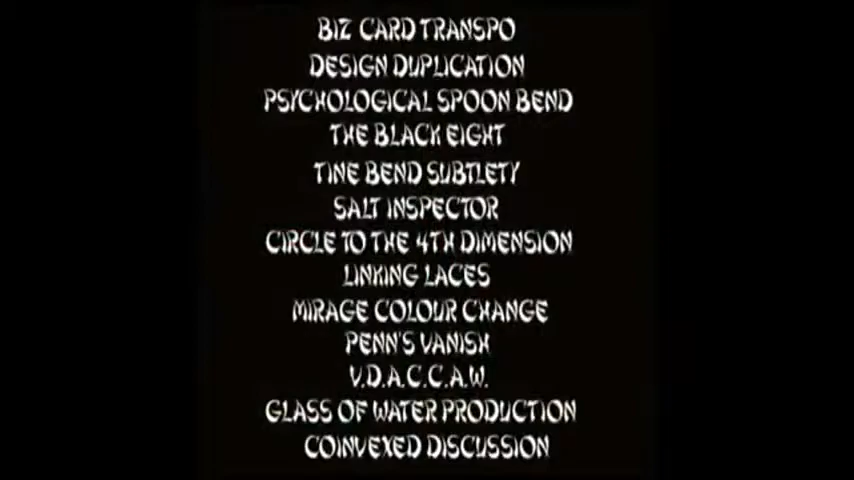 BIZ CARD TRANSPO
DESIGN DUPLICATION
PSYCHOLOGICAL SPOON BEND
THE BLACK EIGHT
TINE BEND SUBTLETY
SALT INSPECTOR
CIRCLE TO THE 4TH DIMENSION
LINKING LACES
MIRAGE COLOUR CHANGE
PENN'S VANISH
V.D.A.C.C.A.W.
GLASS OF WATER PRODUCTION
COINVEXED DISCUSSION